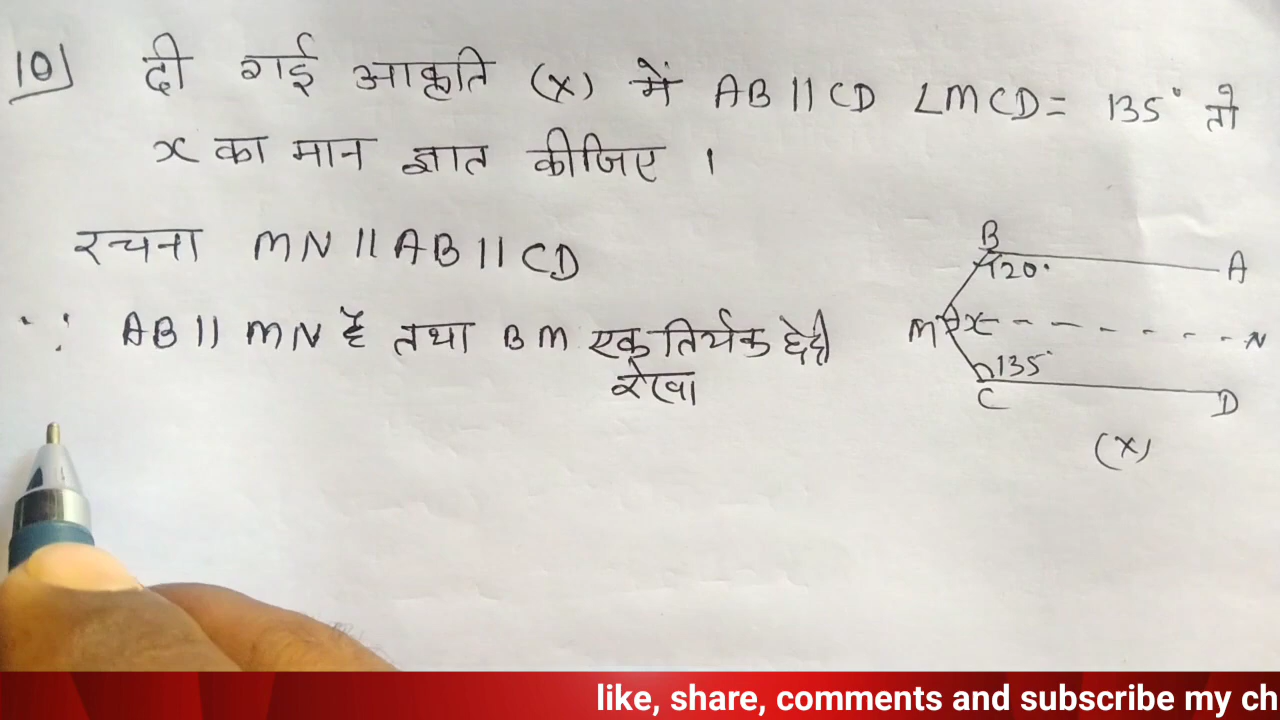 10) दी गई आकृति (x) में AB || CD ∠MCD = 135° तो
x का मान ज्ञात कीजिए ।
रचना MN || AB || CD
∵ AB || MN है तथा BM एक तिर्यक छेदी
रेखा
B
120°
A
M
x
N
135°
C
D
(x)
like, share, comments and subscribe my ch